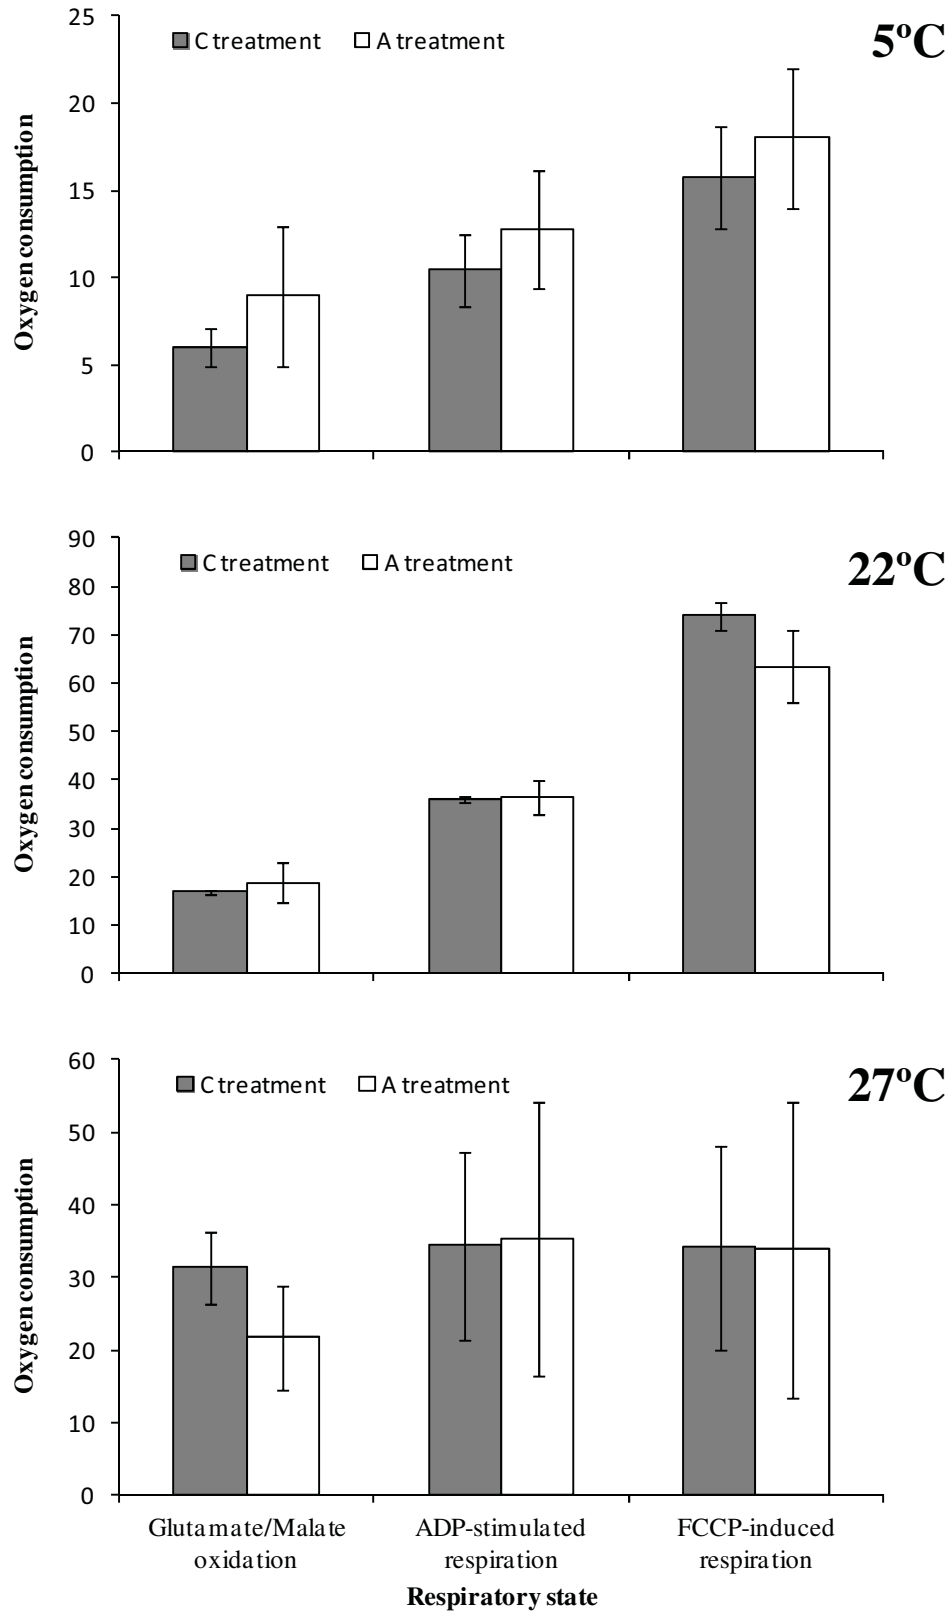 5ºC
C treatment A treatment
Oxygen consumption
25
20
15
10
5
0
22ºC
C treatment A treatment
Oxygen consumption
90
80
70
60
50
40
30
20
10
0
27ºC
C treatment A treatment
Oxygen consumption
60
50
40
30
20
10
0
Glutamate/Malate
oxidation
ADP-stimulated
respiration
FCCP-induced
respiration
Respiratory state